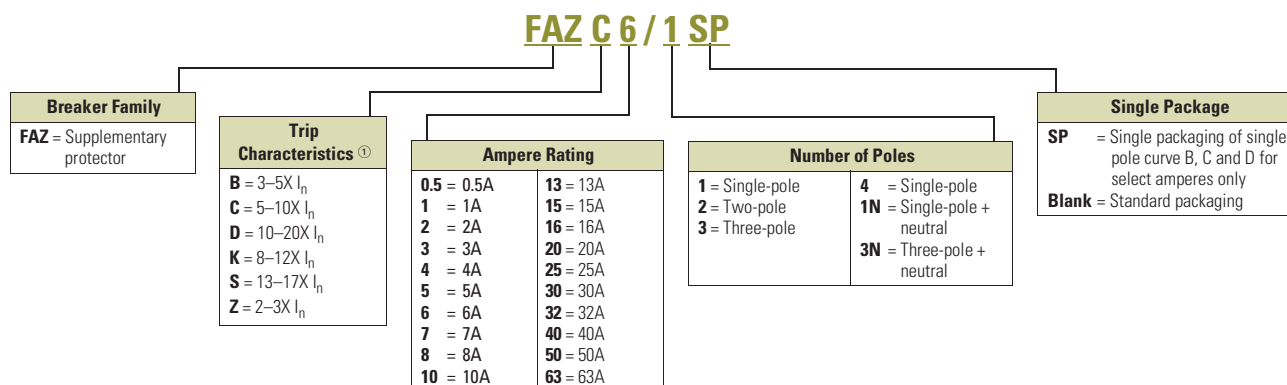 FAZ C 6 / 1 SP
Breaker Family
FAZ = Supplementary
protector
Trip
Characteristics ①
B = 3–5X In
C = 5–10X In
D = 10–20X In
K = 8–12X In
S = 13–17X In
Z = 2–3X In
Ampere Rating
0.5 = 0.5A
1 = 1A
2 = 2A
3 = 3A
4 = 4A
5 = 5A
6 = 6A
7 = 7A
8 = 8A
10 = 10A
13 = 13A
15 = 15A
16 = 16A
20 = 20A
25 = 25A
30 = 30A
32 = 32A
40 = 40A
50 = 50A
63 = 63A
Number of Poles
1 = Single-pole
2 = Two-pole
3 = Three-pole
4 = Single-pole
1N = Single-pole +
neutral
3N = Three-pole +
neutral
Single Package
SP = Single packaging of single
pole curve B, C and D for
select amperes only
Blank = Standard packaging